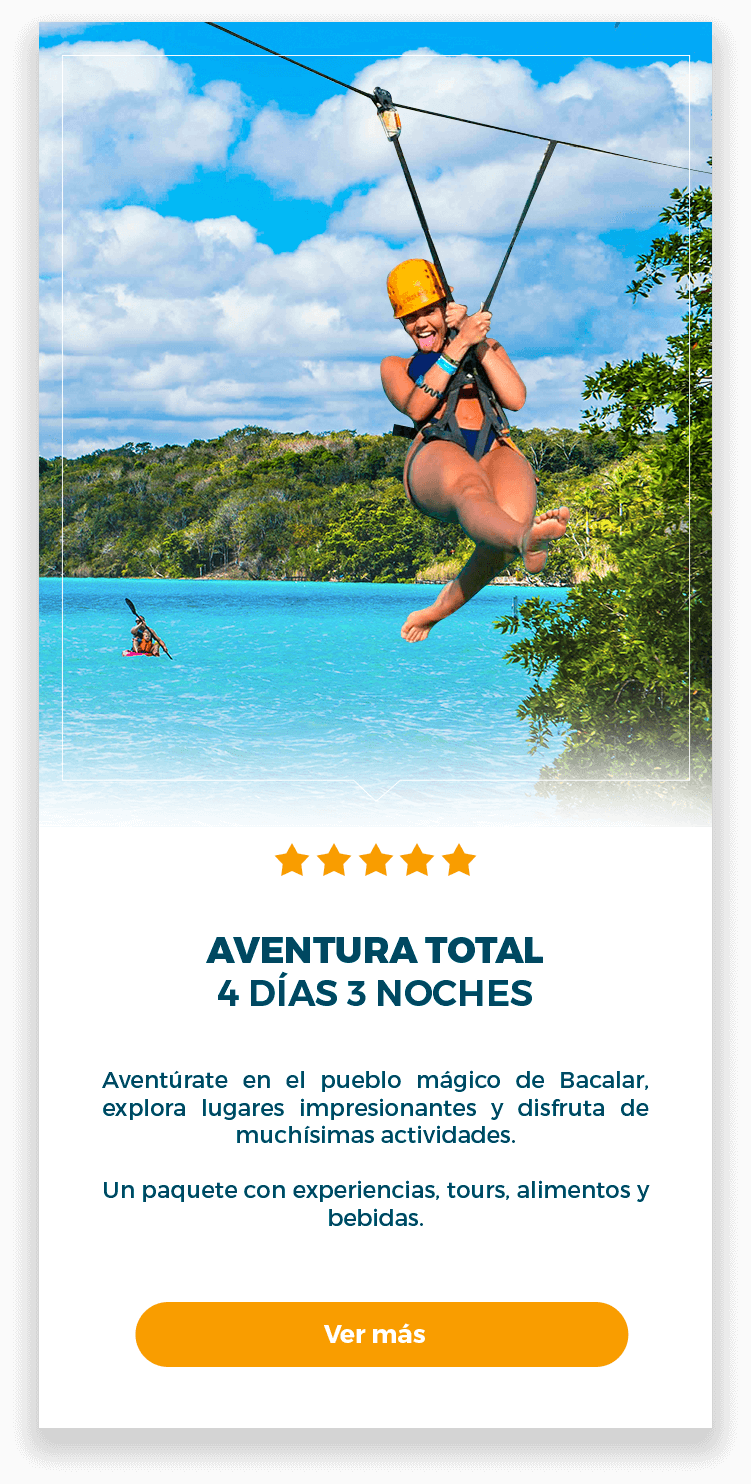 AVENTURA TOTAL
4 DÍAS 3 NOCHES
Aventúrate en el pueblo mágico de Bacalar,
explora lugares impresionantes y disfruta de
muchísimas actividades.
Un paquete con experiencias, tours, alimentos y
bebidas.
Ver más